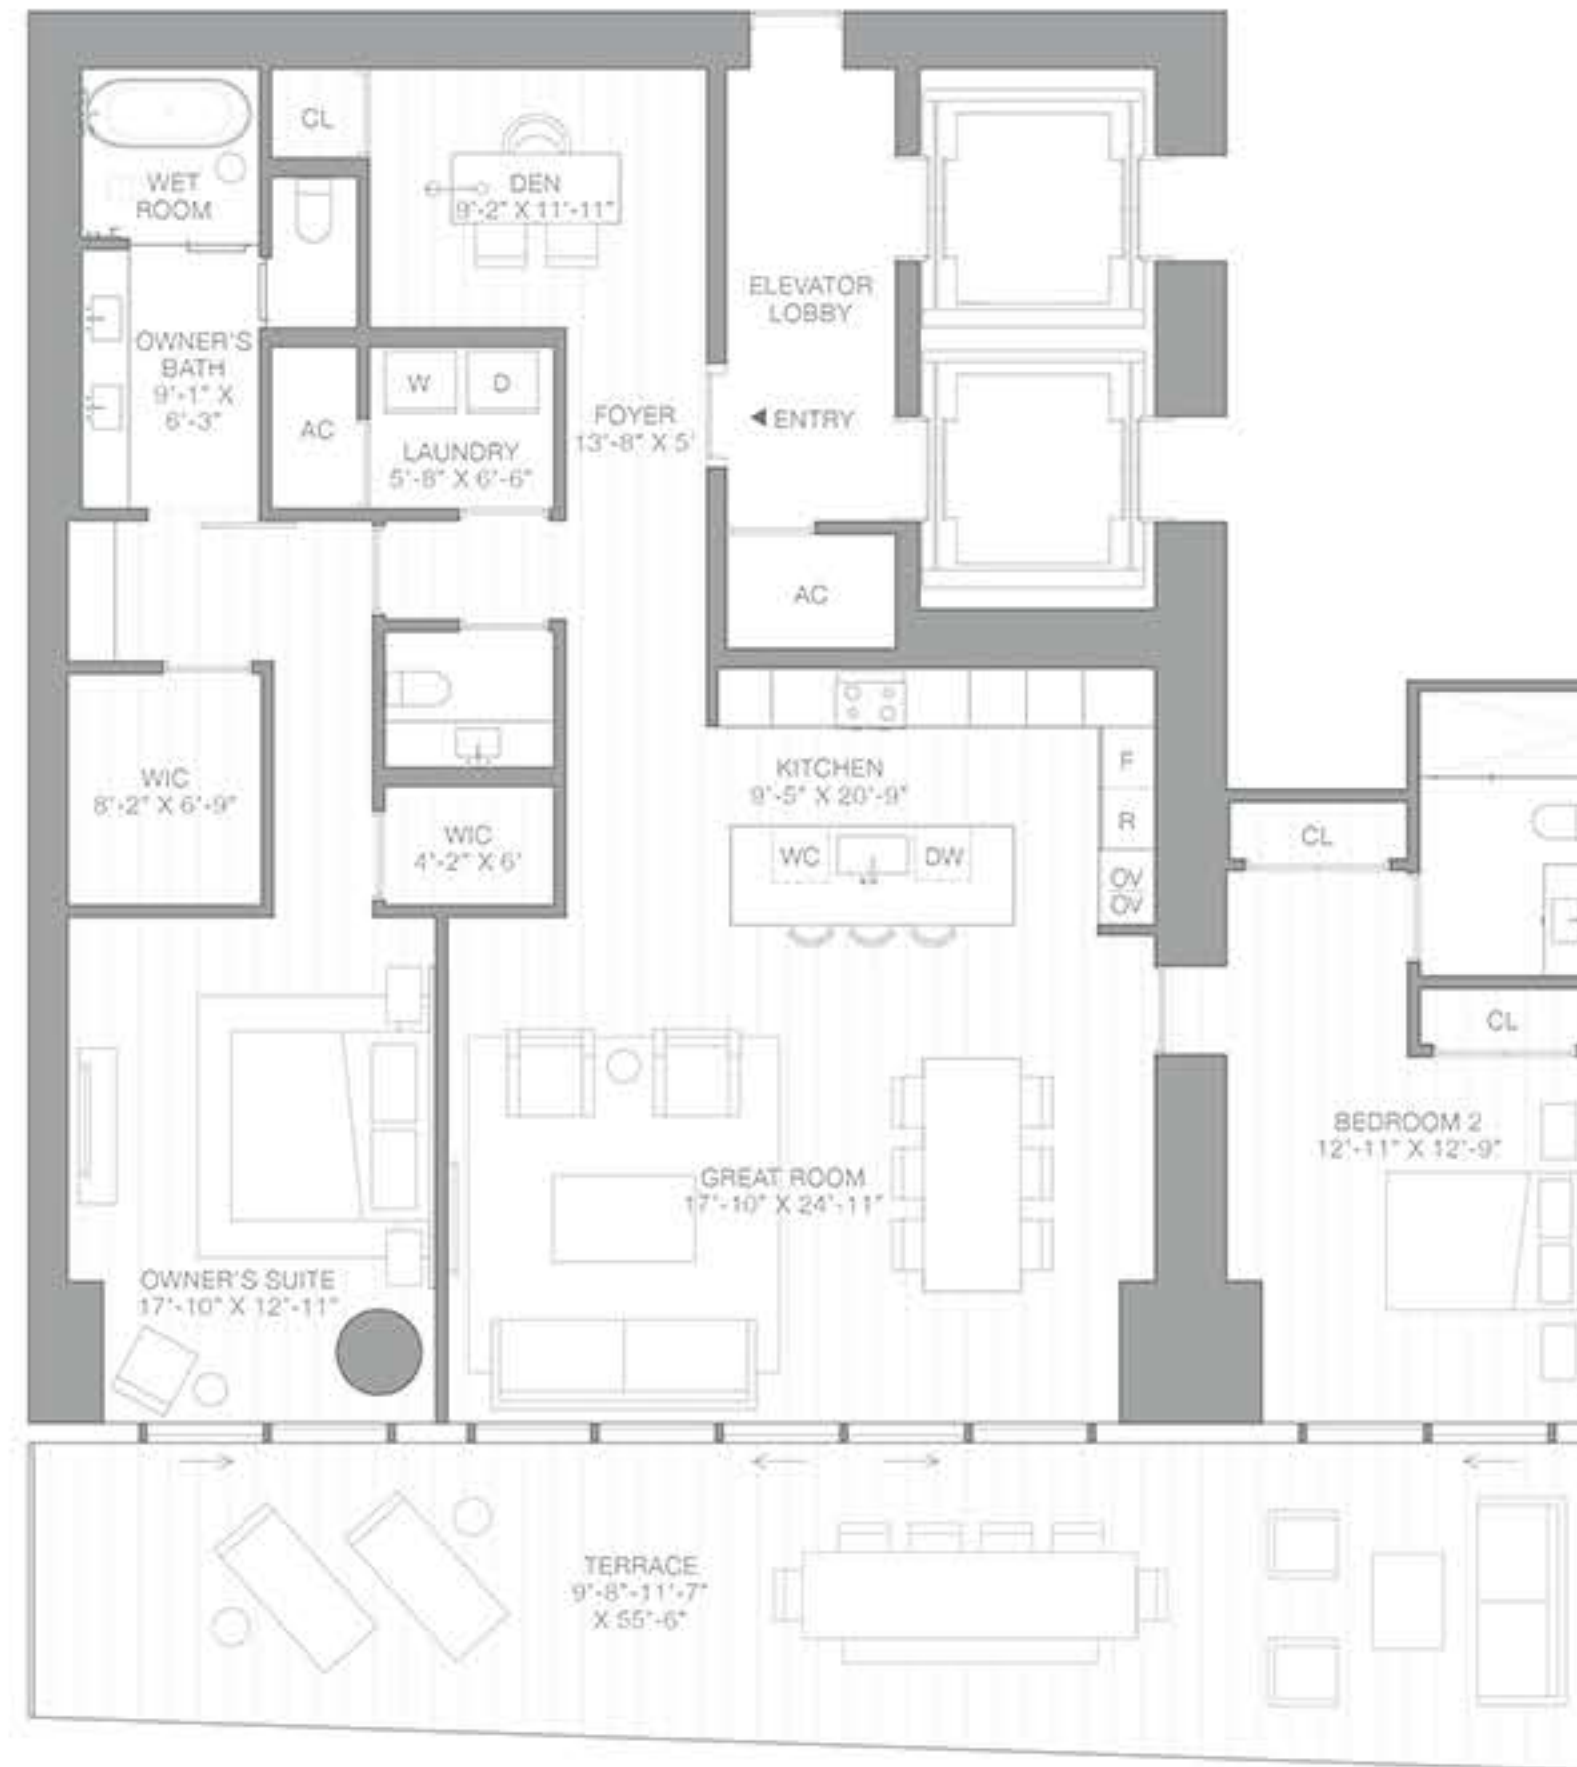 CL
WET
ROOM
DEN
9'-2" X 11'-11"
ELEVATOR
LOBBY
OWNER'S
BATH
9'-1" X
6'-3"
W
D
AC
LAUNDRY
5'-8" X 6'-6"
FOYER
13'-8" X 5'
ENTRY
AC
WIC
8'-2" X 6'-9"
WIC
4'-2" X 6'
KITCHEN
9'-5" X 20'-9"
F
R
OV
OV
WC
DW
CL
CL
BEDROOM 2
12'-11" X 12'-9"
GREAT ROOM
17'-10" X 24'-11"
OWNER'S SUITE
17'-10" X 12'-11"
TERRACE
9'-8"-11'-7"
X 55'-6"